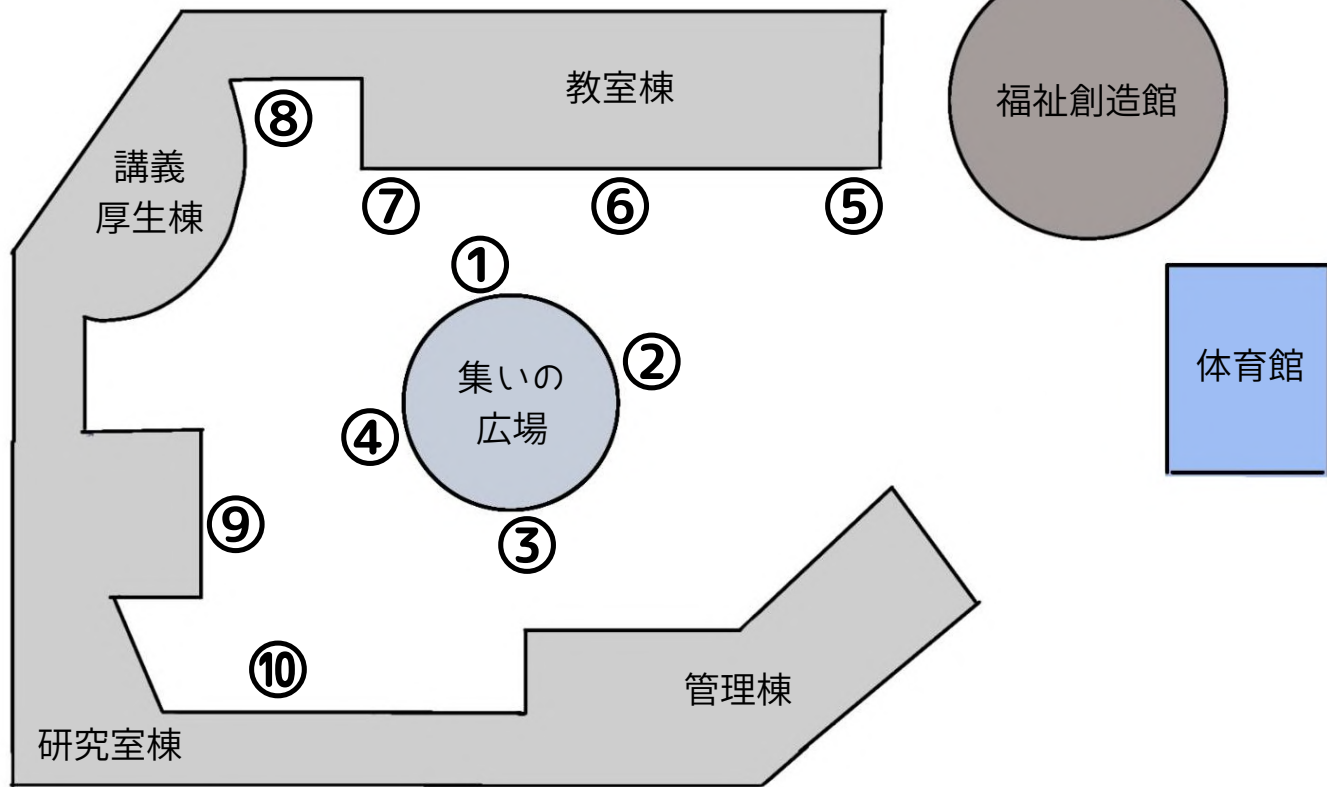 教室棟
福祉創造館
⑧
講義
厚生棟
⑦
⑥
⑤
①
集いの
広場
②
体育館
④
⑨
③
⑩
管理棟
研究室棟